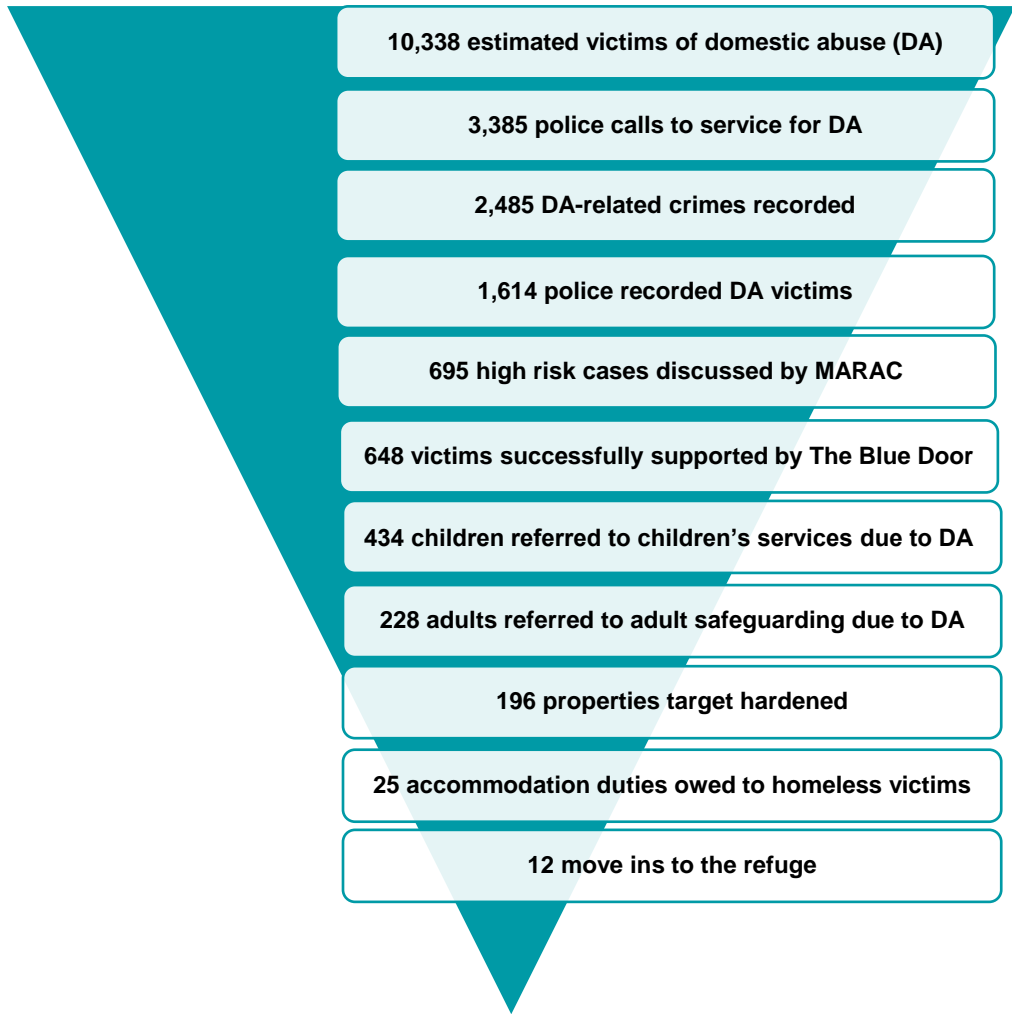 10,338 estimated victims of domestic abuse (DA)
3,385 police calls to service for DA
2,485 DA-related crimes recorded
1,614 police recorded DA victims
695 high risk cases discussed by MARAC
648 victims successfully supported by The Blue Door
434 children referred to children’s services due to DA
228 adults referred to adult safeguarding due to DA
196 properties target hardened
25 accommodation duties owed to homeless victims
12 move ins to the refuge